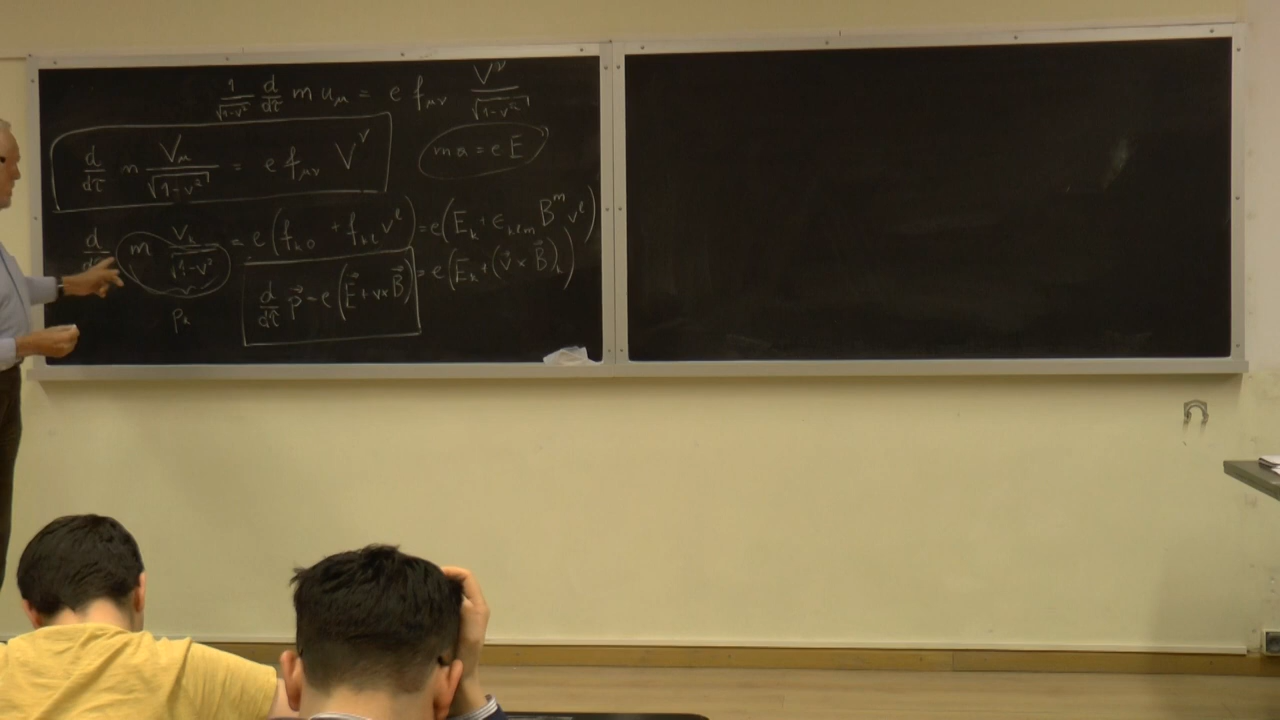 1/√(1-v²) d/dτ m u_μ = e f_μν V^ν/√(1-v²)
d/dτ m V_μ/√(1-v²) = e f_μν V^ν
ma = e E
d/dτ m V_k/√(1-v²) = e(f_k0 + f_kl v^l) = e(E_k + ϵ_klm B^m v^l)
= e(E_k + (v⃗ × B⃗)_k)
p_k
d/dτ p⃗ = e(E⃗ + v × B⃗)